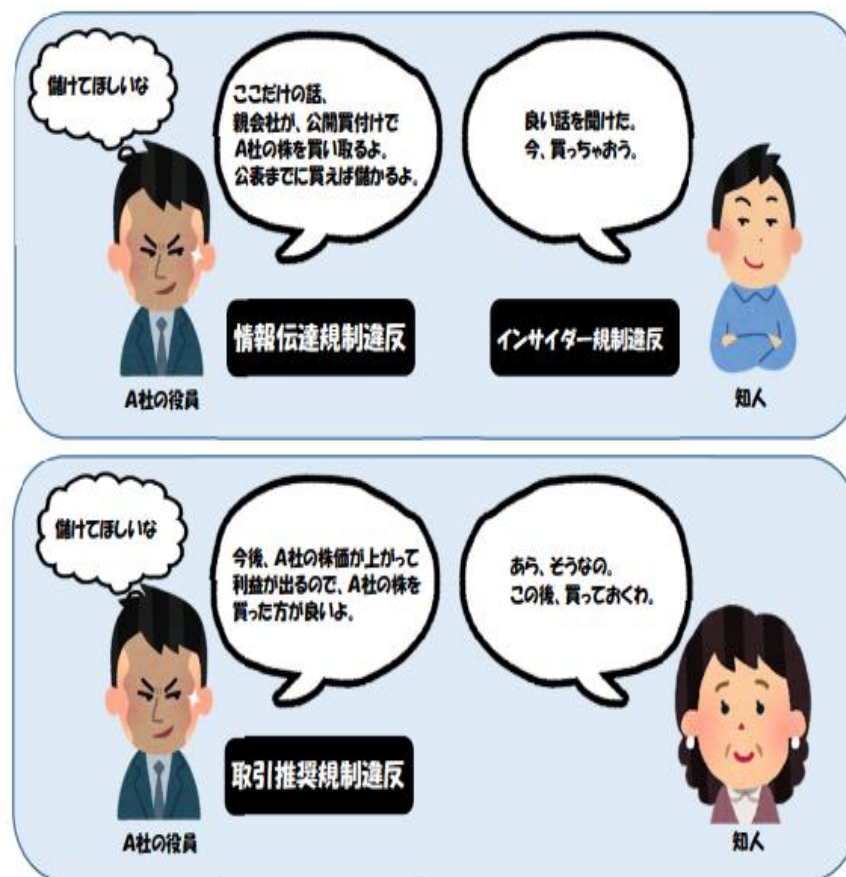 儲けてほしいな
ここだけの話、
親会社が、公開買付けで
A社の株を買い取るよ。
公表までに買えば儲かるよ。
良い話を聞けた。
今、買っちゃおう。
情報伝達規制違反
インサイダー規制違反
A社の役員
知人
儲けてほしいな
今後、A社の株価が上がって
利益が出るので、A社の株を
買った方が良いよ。
あら、そうなの。
この後、買っておくわ。
取引推奨規制違反
A社の役員
知人